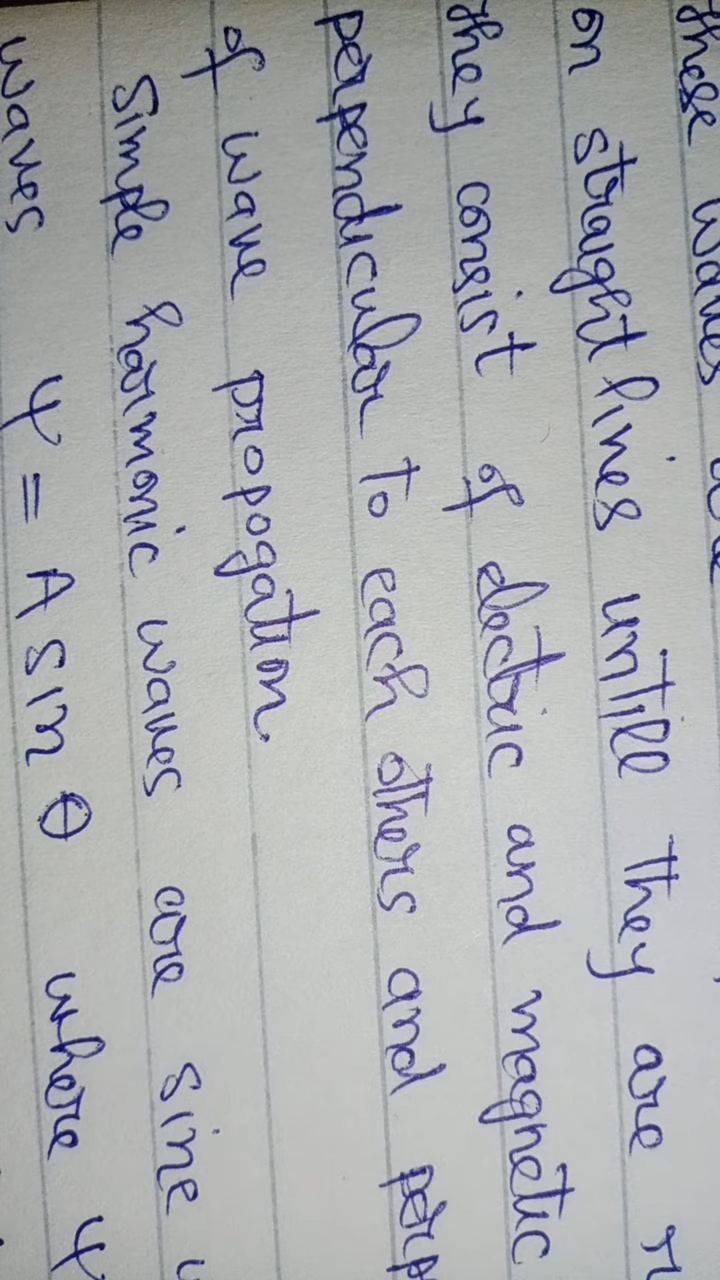 these waves
on straight lines untill they are
they consist of electric and magnetic
perpendicular to each others and
of wave propogation.
Simple harmonic waves are sine
waves ψ = A sin θ where ψ